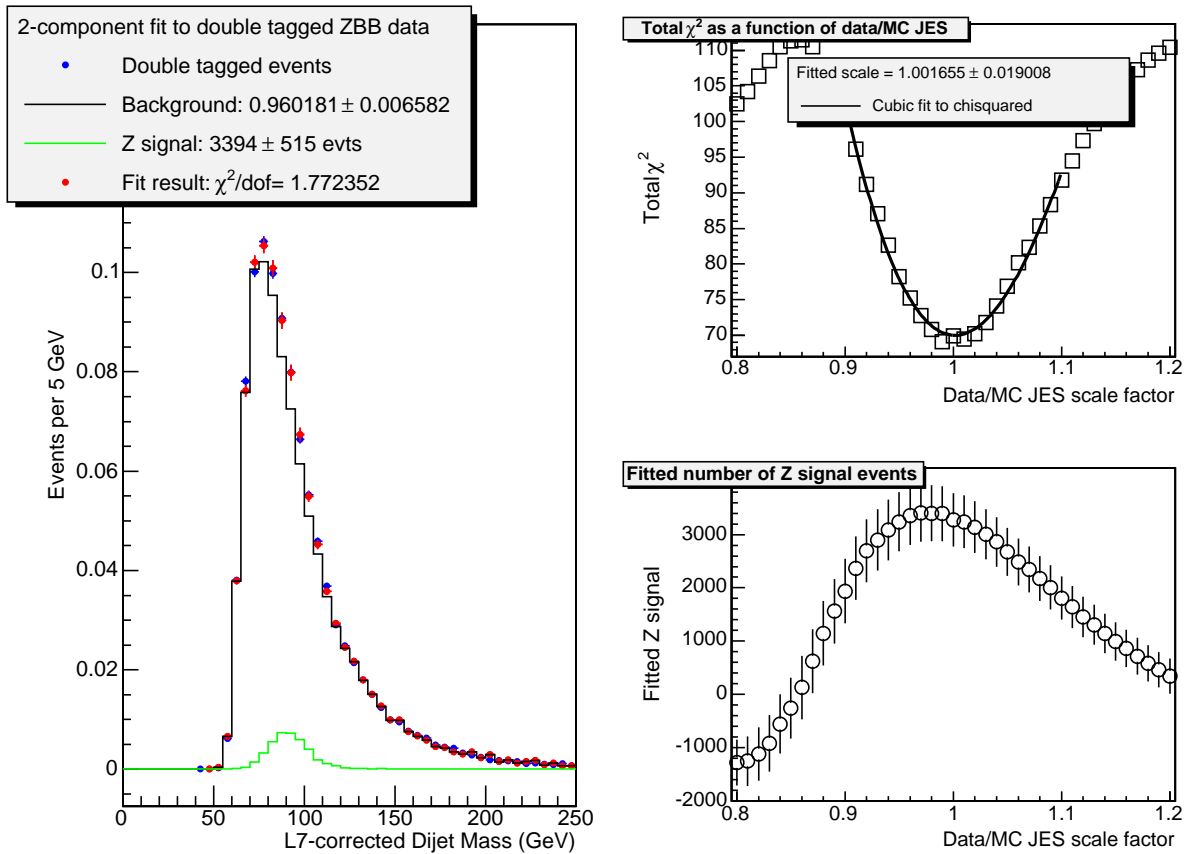 2-component fit to double tagged ZBB data
Double tagged events
Background: 0.960181 ± 0.006582
Z signal: 3394 ± 515 evts
Fit result: χ²/dof= 1.772352
Events per 5 GeV
0.1
0.08
0.06
0.04
0.02
0
0 50 100 150 200 250
L7-corrected Dijet Mass (GeV)
Total χ² as a function of data/MC JES
Fitted scale = 1.001655 ± 0.019008
Cubic fit to chisquared
Total χ²
110
105
100
95
90
85
80
75
70
0.8 0.9 1 1.1 1.2
Data/MC JES scale factor
Fitted number of Z signal events
Fitted Z signal
3000
2000
1000
0
-1000
-2000
0.8 0.9 1 1.1 1.2
Data/MC JES scale factor